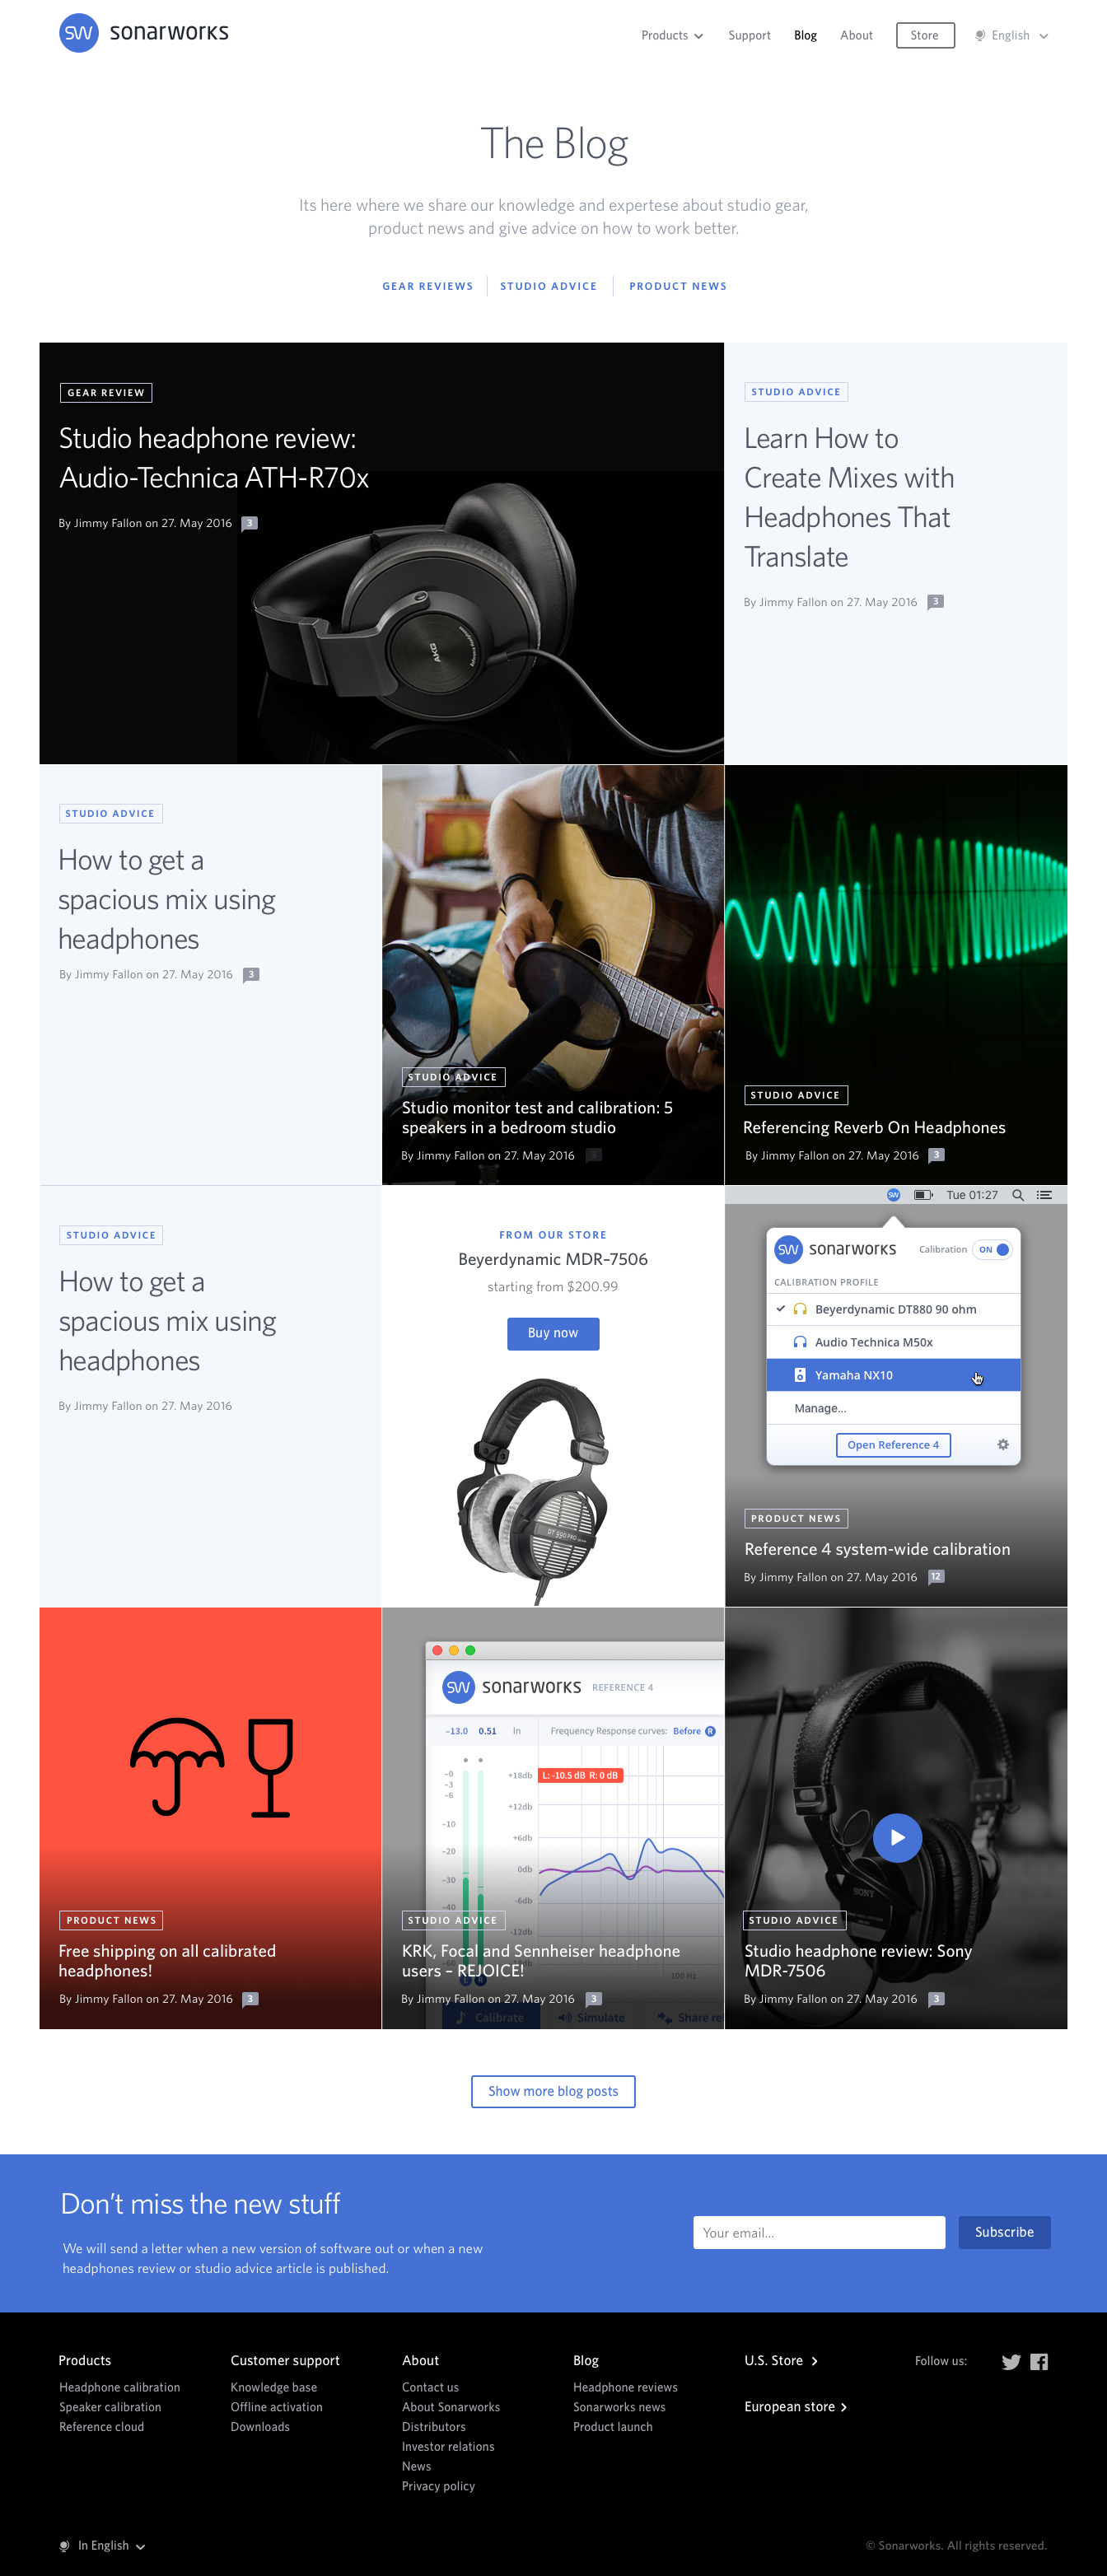 SW sonarworks
Products Support Blog About Store English
The Blog
Its here where we share our knowledge and expertese about studio gear,
product news and give advice on how to work better.
GEAR REVIEWS STUDIO ADVICE PRODUCT NEWS
GEAR REVIEW
Studio headphone review:
Audio-Technica ATH-R70x
By Jimmy Fallon on 27. May 2016 3
AKG
STUDIO ADVICE
Learn How to
Create Mixes with
Headphones That
Translate
By Jimmy Fallon on 27. May 2016 3
STUDIO ADVICE
How to get a
spacious mix using
headphones
By Jimmy Fallon on 27. May 2016 3
STUDIO ADVICE
Studio monitor test and calibration: 5
speakers in a bedroom studio
By Jimmy Fallon on 27. May 2016 3
STUDIO ADVICE
Referencing Reverb On Headphones
By Jimmy Fallon on 27. May 2016 3
STUDIO ADVICE
How to get a
spacious mix using
headphones
By Jimmy Fallon on 27. May 2016
FROM OUR STORE
Beyerdynamic MDR–7506
starting from $200.99
Buy now
DT 990 PRO
SW Tue 01:27
SW sonarworks Calibration ON
CALIBRATION PROFILE
Beyerdynamic DT880 90 ohm
Audio Technica M50x
Yamaha NX10
Manage...
Open Reference 4
PRODUCT NEWS
Reference 4 system-wide calibration
By Jimmy Fallon on 27. May 2016 12
PRODUCT NEWS
Free shipping on all calibrated
headphones!
By Jimmy Fallon on 27. May 2016 3
SW sonarworks REFERENCE 4
–13.0 0.51 In Frequency Response curves: Before R
L: -10.5 dB R: 0 dB
–0
–3
–6
–10
–20
–30
–40
–60
L R
+18db
+12db
+6db
0db
-6db
-12db
100 Hz
STUDIO ADVICE
KRK, Focal and Sennheiser headphone
users – REJOICE!
By Jimmy Fallon on 27. May 2016 3
Calibrate Simulate Share re
SONY
STUDIO ADVICE
Studio headphone review: Sony
MDR-7506
By Jimmy Fallon on 27. May 2016 3
Show more blog posts
Don’t miss the new stuff
We will send a letter when a new version of software out or when a new
headphones review or studio advice article is published.
Your email... Subscribe
Products
Headphone calibration
Speaker calibration
Reference cloud
Customer support
Knowledge base
Offline activation
Downloads
About
Contact us
About Sonarworks
Distributors
Investor relations
News
Privacy policy
Blog
Headphone reviews
Sonarworks news
Product launch
U.S. Store
European store
Follow us:
In English
© Sonarworks. All rights reserved.